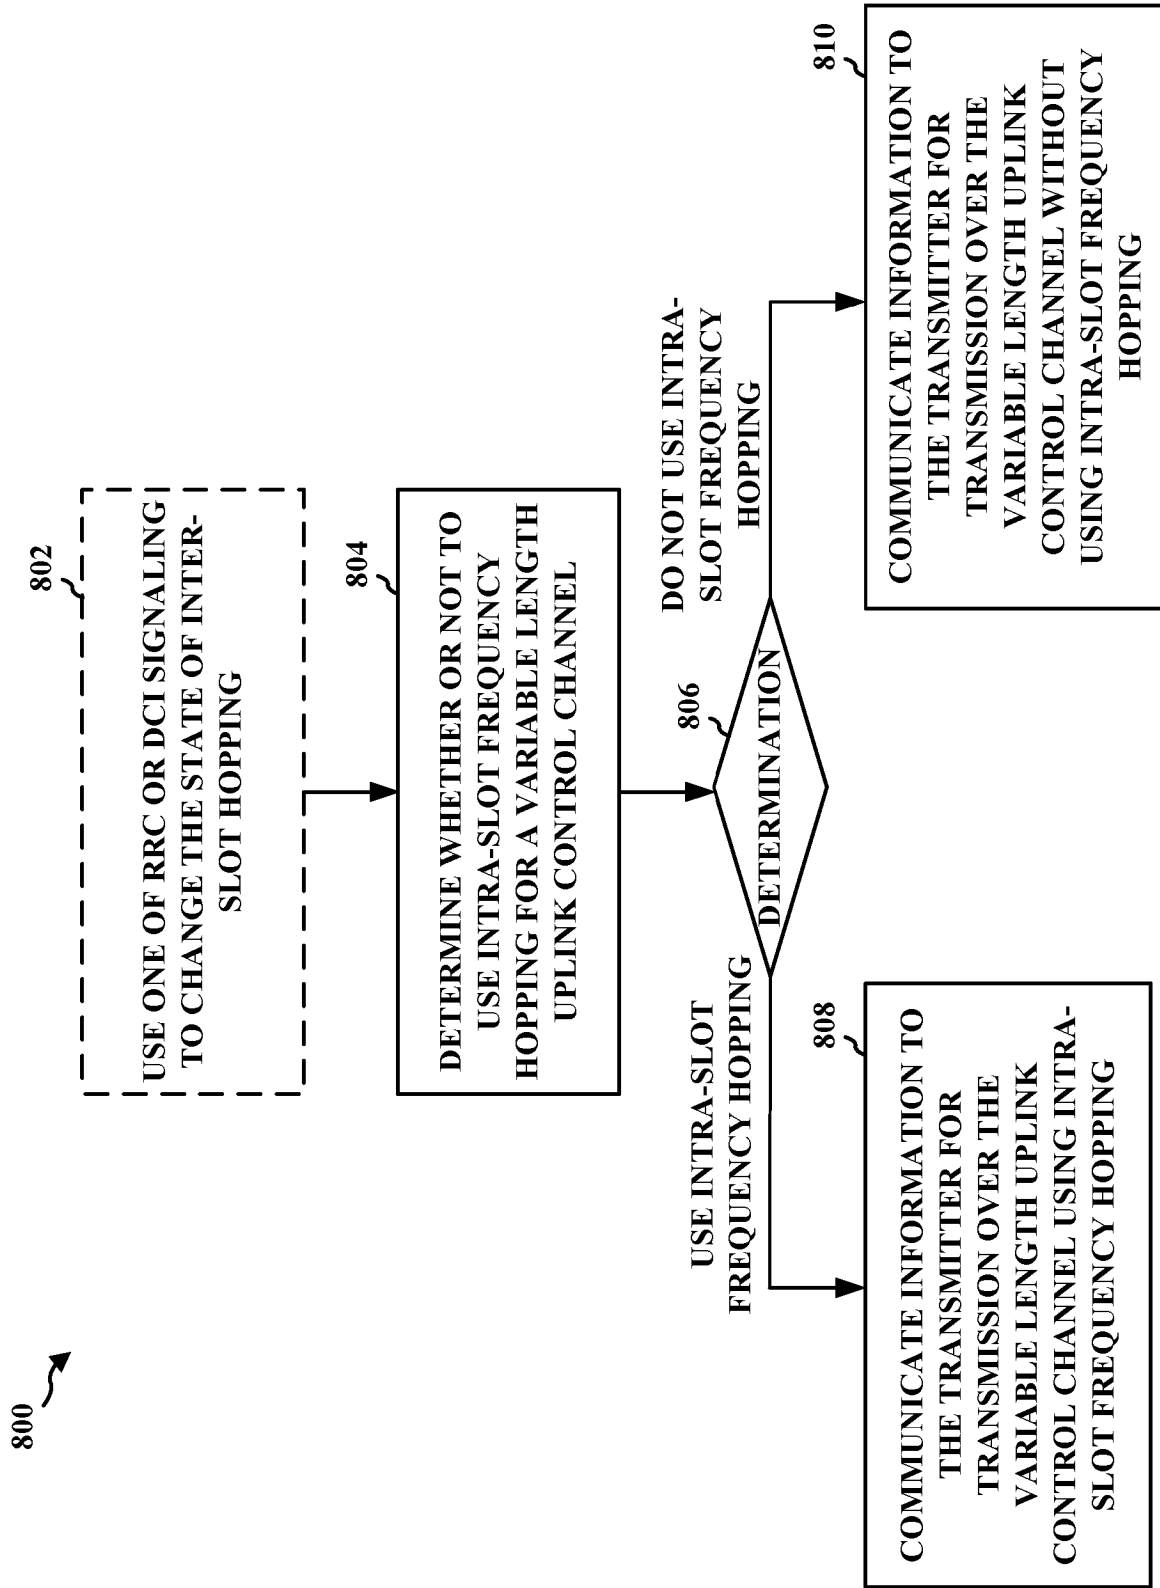 800
802
USE ONE OF RRC OR DCI SIGNALING
TO CHANGE THE STATE OF INTER-
SLOT HOPPING
804
DETERMINE WHETHER OR NOT TO
USE INTRA-SLOT FREQUENCY
HOPPING FOR A VARIABLE LENGTH
UPLINK CONTROL CHANNEL
806
DETERMINATION
USE INTRA-SLOT
FREQUENCY HOPPING
DO NOT USE INTRA-
SLOT FREQUENCY
HOPPING
808
COMMUNICATE INFORMATION TO
THE TRANSMITTER FOR
TRANSMISSION OVER THE
VARIABLE LENGTH UPLINK
CONTROL CHANNEL USING INTRA-
SLOT FREQUENCY HOPPING
810
COMMUNICATE INFORMATION TO
THE TRANSMITTER FOR
TRANSMISSION OVER THE
VARIABLE LENGTH UPLINK
CONTROL CHANNEL WITHOUT
USING INTRA-SLOT FREQUENCY
HOPPING